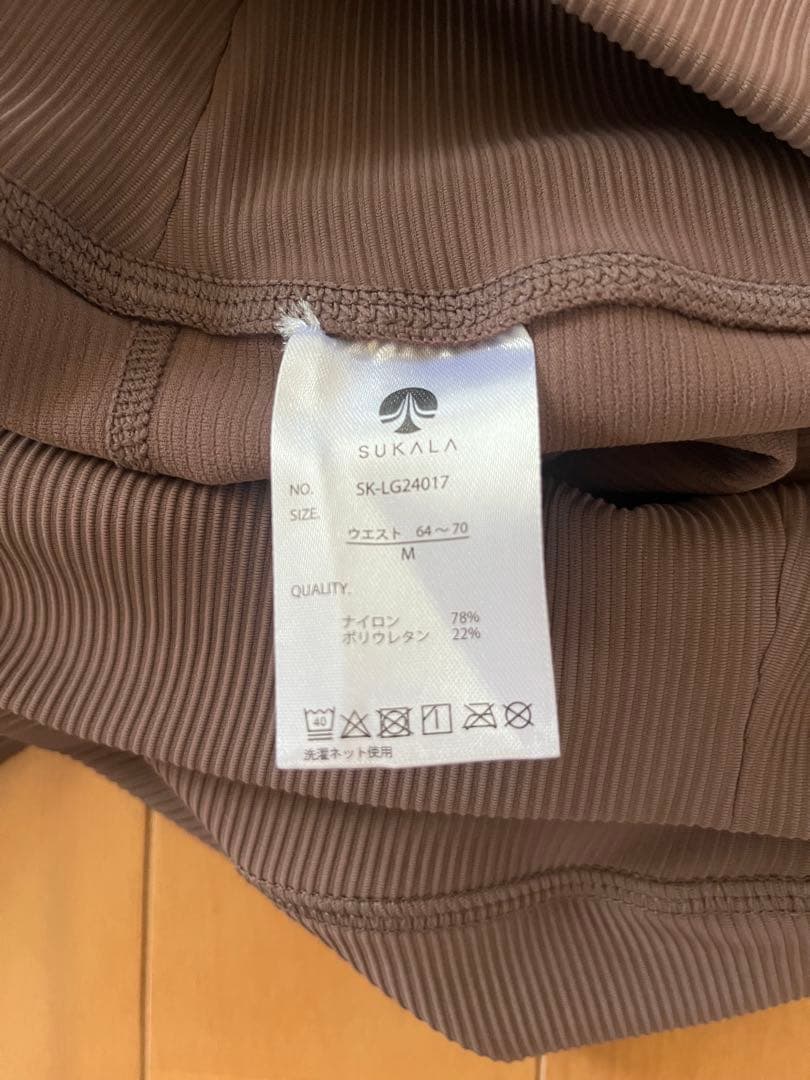 SUKALA
NO. SK-LG24017
SIZE.
ウエスト 64〜70
M
QUALITY.
ナイロン 78%
ポリウレタン 22%
40
洗濯ネット使用